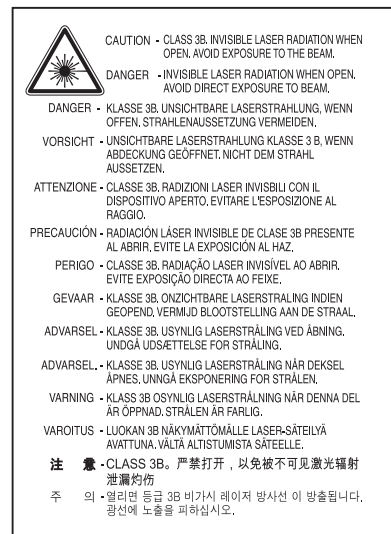 CAUTION - CLASS 3B. INVISIBLE LASER RADIATION WHEN
OPEN. AVOID EXPOSURE TO THE BEAM.
DANGER - INVISIBLE LASER RADIATION WHEN OPEN.
AVOID DIRECT EXPOSURE TO BEAM.
DANGER - KLASSE 3B. UNSICHTBARE LASERSTRAHLUNG, WENN
OFFEN. STRAHLENAUSSETZUNG VERMEIDEN.
VORSICHT - UNSICHTBARE LASERSTRAHLUNG KLASSE 3 B, WENN
ABDECKUNG GEÖFFNET. NICHT DEM STRAHL
AUSSETZEN.
ATTENZIONE - CLASSE 3B. RADIZIONI LASER INVISBILI CON IL
DISPOSITIVO APERTO. EVITARE L'ESPOSIZIONE AL
RAGGIO.
PRECAUCIÓN - RADIACIÓN LÁSER INVISIBLE DE CLASE 3B PRESENTE
AL ABRIR. EVITE LA EXPOSICIÓN AL HAZ.
PERIGO - CLASSE 3B. RADIAÇÃO LASER INVISÍVEL AO ABRIR.
EVITE EXPOSIÇÃO DIRECTA AO FEIXE.
GEVAAR - KLASSE 3B. ONZICHTBARE LASERSTRALING INDIEN
GEOPEND. VERMIJD BLOOTSTELLING AAN DE STRAAL.
ADVARSEL - KLASSE 3B. USYNLIG LASERSTRÅLING VED ÅBNING.
UNDGÅ UDSÆTTELSE FOR STRÅLING.
ADVARSEL. - KLASSE 3B. USYNLIG LASERSTRÅLING NÅR DEKSEL
ÅPNES. UNNGÅ EKSPONERING FOR STRÅLEN.
VARNING - KLASS 3B OSYNLIG LASERSTRÅLNING NÄR DENNA DEL
ÄR ÖPPNAD. STRÅLEN ÄR FARLIG.
VAROITUS - LUOKAN 3B NÄKYMÄTTÖMÄLLE LASER-SÄTEILYÄ
AVATTUNA. VÄLTÄ ALTISTUMISTA SÄTEELLE.
注 意 - CLASS 3B。严禁打开，以免被不可见激光辐射
泄漏灼伤
주 의 - 열리면 등급 3B 비가시 레이저 방사선 이 방출됩니다.
광선에 노출을 피하십시오.